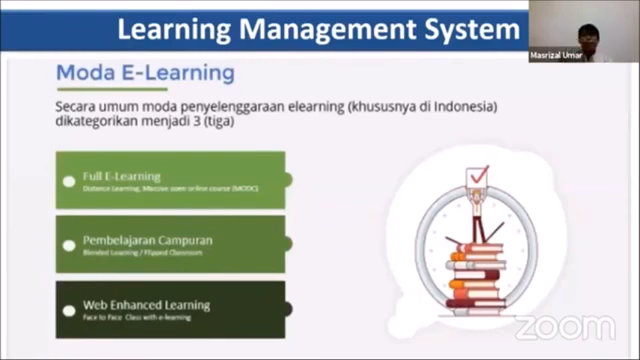 Learning Management System
Masrizal Umar
Moda E-Learning
Secara umum moda penyelenggaraan elearning (khususnya di Indonesia)
dikategorikan menjadi 3 (tiga)
Full E-Learning
Distance Learning, Massive open online course (MOOC)
Pembelajaran Campuran
Blended Learning / Flipped Classroom
Web Enhanced Learning
Face to Face Class with e-learning
zoom